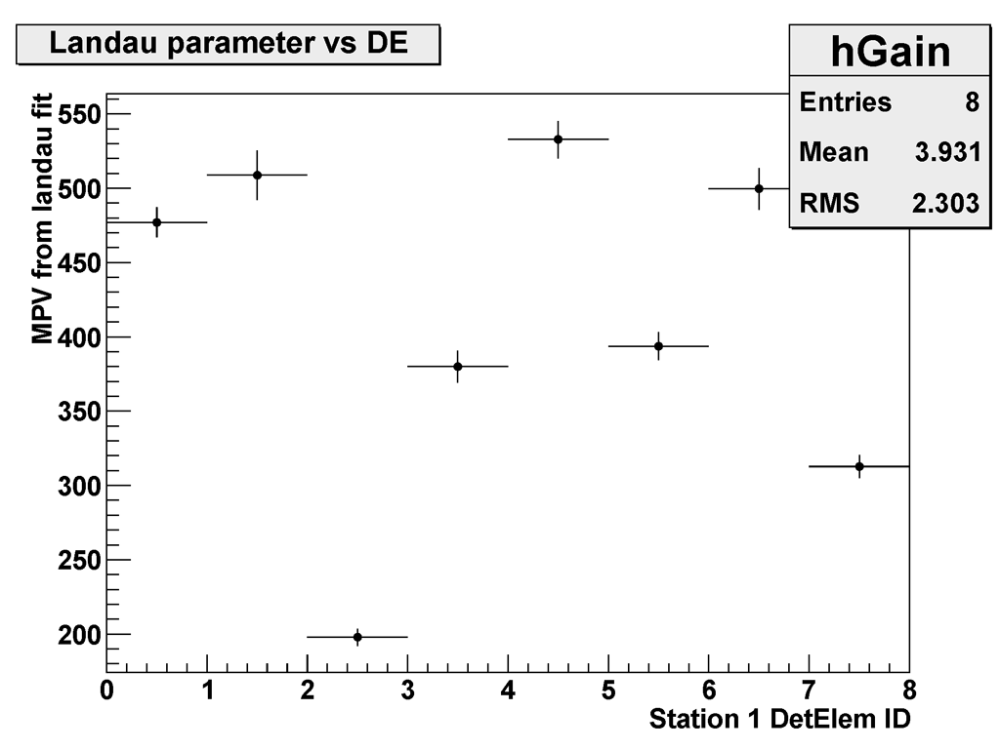 Landau parameter vs DE
hGain
Entries 8
Mean 3.931
RMS 2.303
MPV from landau fit
550
500
450
400
350
300
250
200
0 1 2 3 4 5 6 7 8
Station 1 DetElem ID